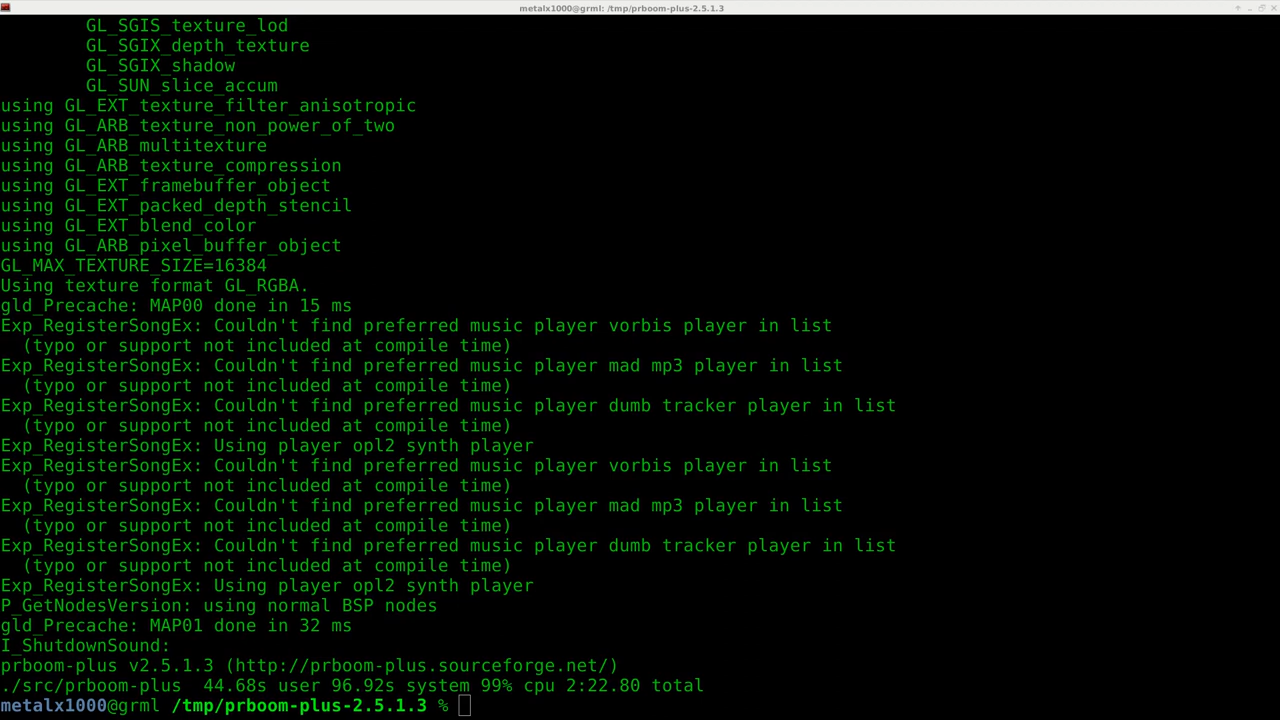 metalx1000@grml: /tmp/prboom-plus-2.5.1.3
GL_SGIS_texture_lod
GL_SGIX_depth_texture
GL_SGIX_shadow
GL_SUN_slice_accum
using GL_EXT_texture_filter_anisotropic
using GL_ARB_texture_non_power_of_two
using GL_ARB_multitexture
using GL_ARB_texture_compression
using GL_EXT_framebuffer_object
using GL_EXT_packed_depth_stencil
using GL_EXT_blend_color
using GL_ARB_pixel_buffer_object
GL_MAX_TEXTURE_SIZE=16384
Using texture format GL_RGBA.
gld_Precache: MAP00 done in 15 ms
Exp_RegisterSongEx: Couldn't find preferred music player vorbis player in list
(typo or support not included at compile time)
Exp_RegisterSongEx: Couldn't find preferred music player mad mp3 player in list
(typo or support not included at compile time)
Exp_RegisterSongEx: Couldn't find preferred music player dumb tracker player in list
(typo or support not included at compile time)
Exp_RegisterSongEx: Using player opl2 synth player
Exp_RegisterSongEx: Couldn't find preferred music player vorbis player in list
(typo or support not included at compile time)
Exp_RegisterSongEx: Couldn't find preferred music player mad mp3 player in list
(typo or support not included at compile time)
Exp_RegisterSongEx: Couldn't find preferred music player dumb tracker player in list
(typo or support not included at compile time)
Exp_RegisterSongEx: Using player opl2 synth player
P_GetNodesVersion: using normal BSP nodes
gld_Precache: MAP01 done in 32 ms
I_ShutdownSound:
prboom-plus v2.5.1.3 (http://prboom-plus.sourceforge.net/)
./src/prboom-plus  44.68s user 96.92s system 99% cpu 2:22.80 total
metalx1000@grml /tmp/prboom-plus-2.5.1.3 %